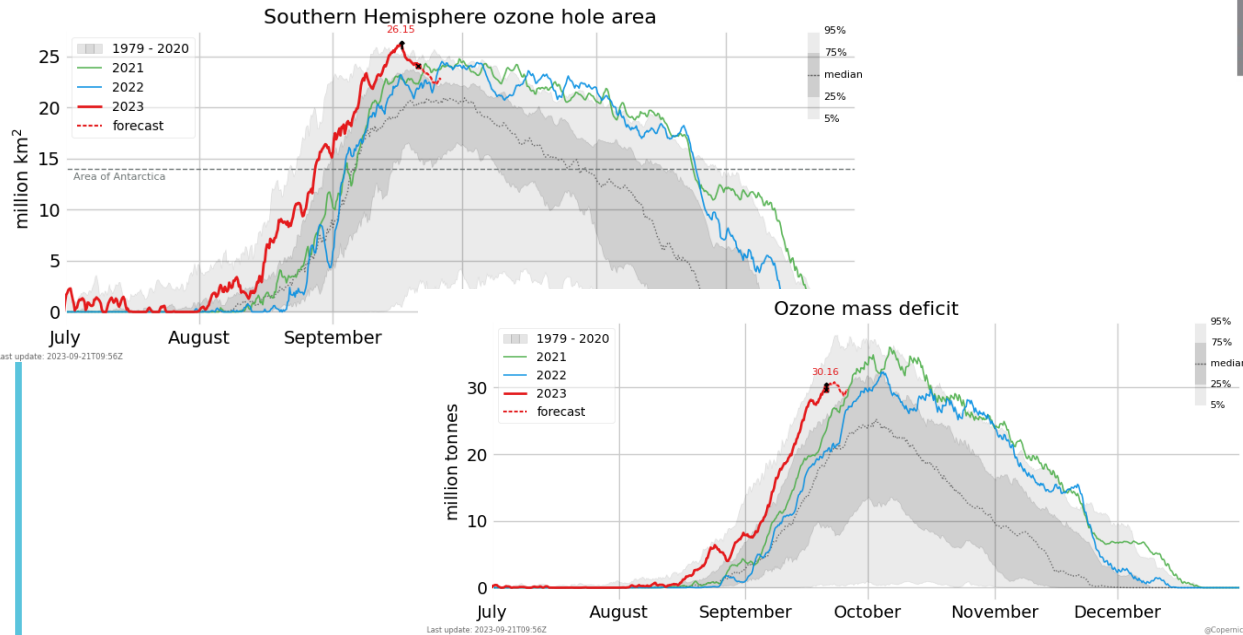 Southern Hemisphere ozone hole area
26.15
1979 - 2020
2021
2022
2023
forecast
95%
75%
median
25%
5%
25
20
15
10
5
0
million km²
Area of Antarctica
July
August
September
Last update: 2023-09-21T09:56Z
Ozone mass deficit
30.16
1979 - 2020
2021
2022
2023
forecast
95%
75%
median
25%
5%
30
20
10
0
million tonnes
July
August
September
October
November
December
Last update: 2023-09-21T09:56Z
@Copernic